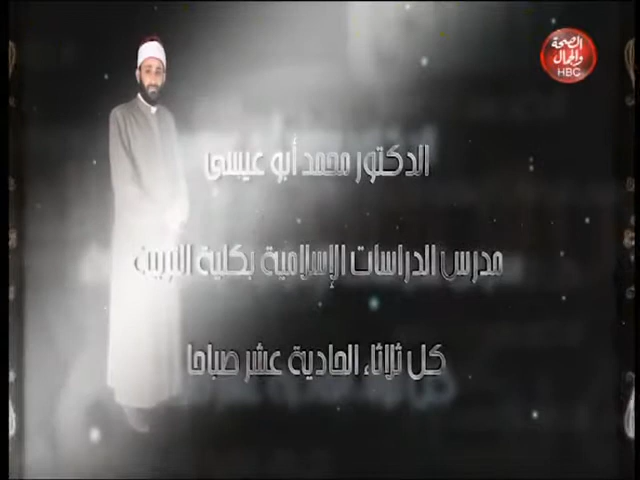 الصحة
والجمال
HBC
الدكتور محمد أبو عيسى
مدرس الدراسات الإسلامية بكلية التربية
كل ثلاثاء الحادية عشر صباحا